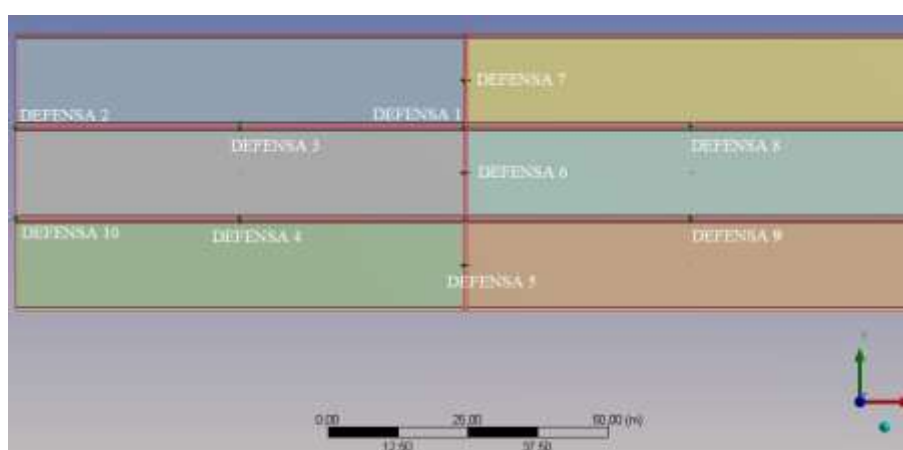 DEFENSA 7
DEFENSA 2
DEFENSA 1
DEFENSA 3
DEFENSA 8
DEFENSA 6
DEFENSA 10
DEFENSA 4
DEFENSA 9
DEFENSA 5
0.00
25.00
50.00 (m)
12.50
37.50